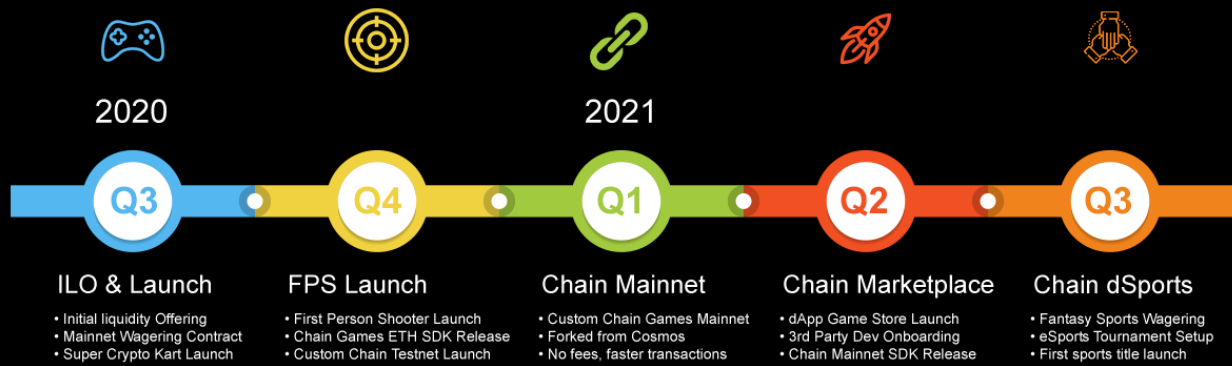 2020
2021
Q3
Q4
Q1
Q2
Q3
ILO & Launch
• Initial liquidity Offering
• Mainnet Wagering Contract
• Super Crypto Kart Launch
FPS Launch
• First Person Shooter Launch
• Chain Games ETH SDK Release
• Custom Chain Testnet Launch
Chain Mainnet
• Custom Chain Games Mainnet
• Forked from Cosmos
• No fees, faster transactions
Chain Marketplace
• dApp Game Store Launch
• 3rd Party Dev Onboarding
• Chain Mainnet SDK Release
Chain dSports
• Fantasy Sports Wagering
• eSports Tournament Setup
• First sports title launch